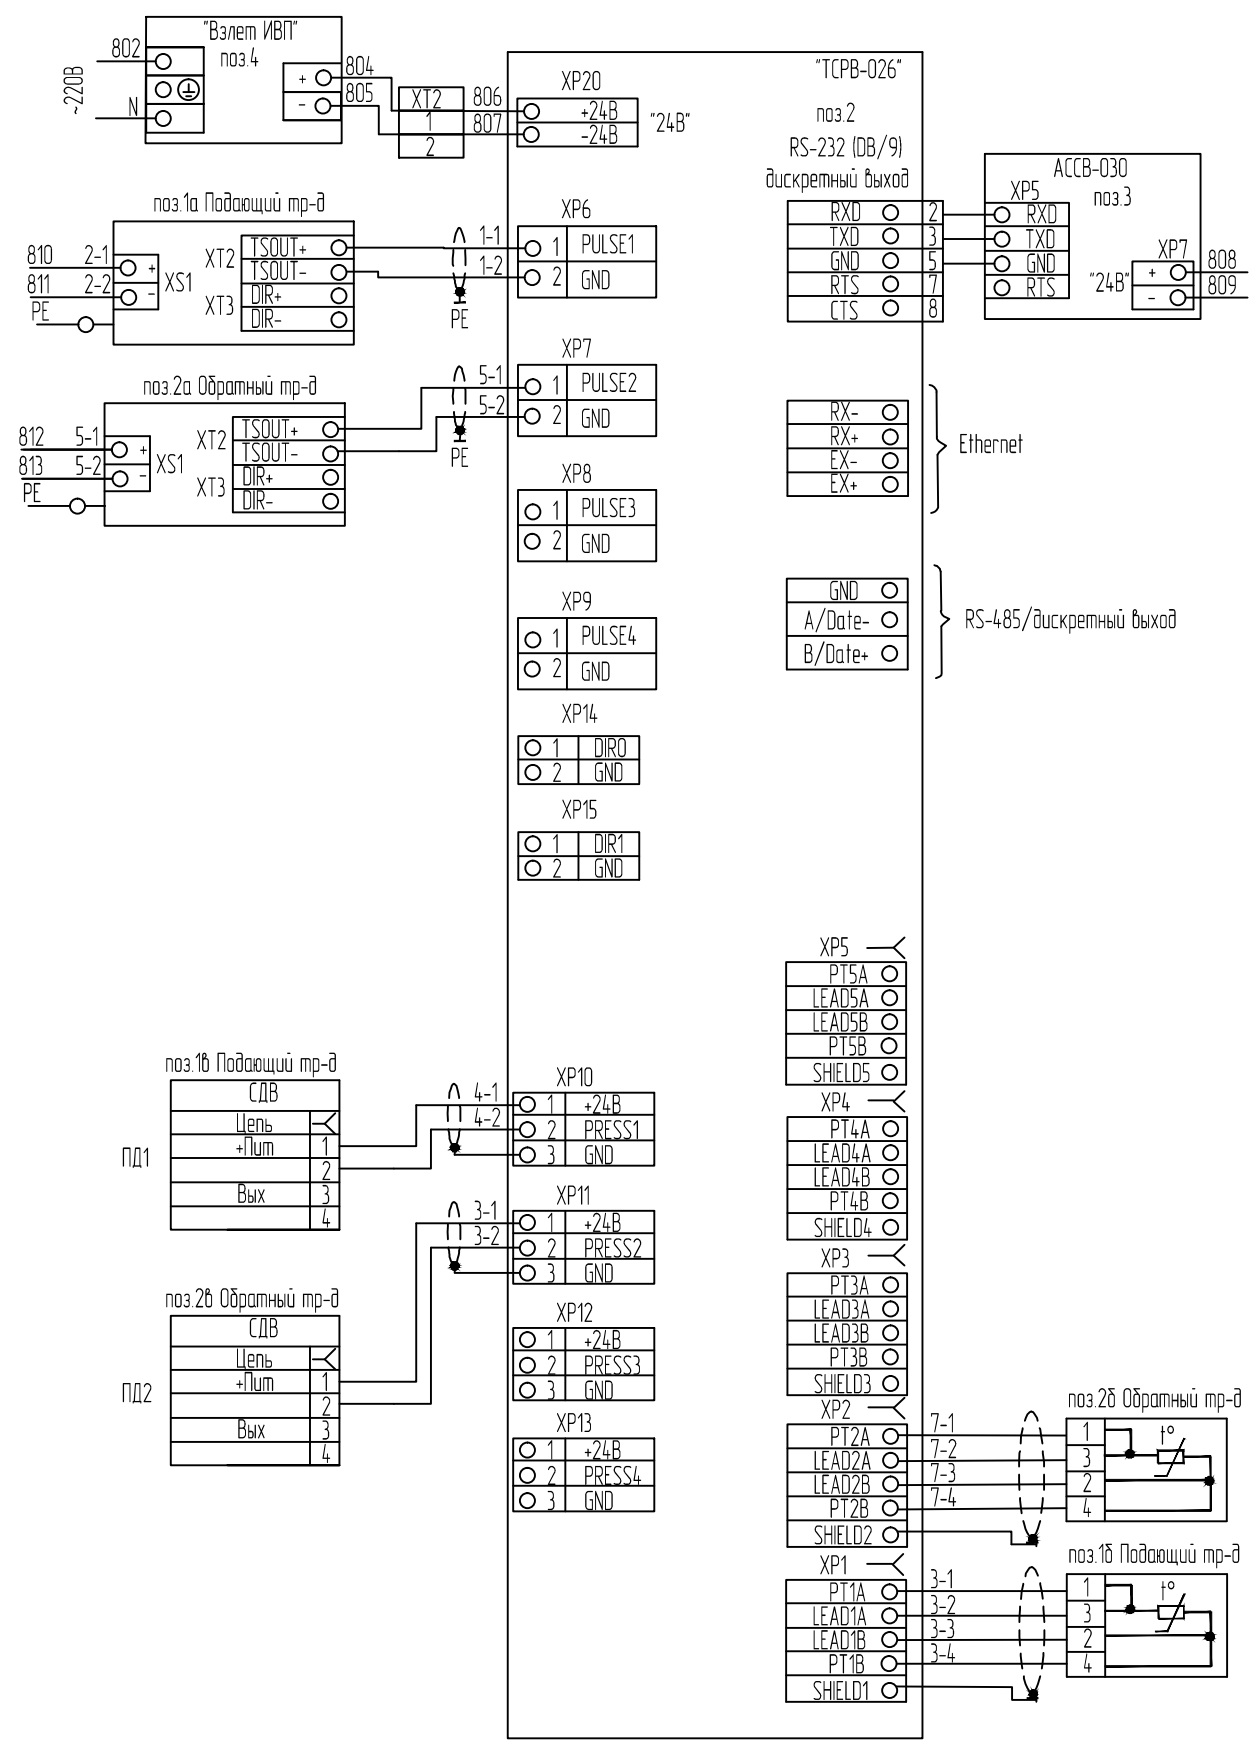 "Взлет ИВП"
поз.4
802
~220В
N
+ 804
- 805
XT2
1
2
806
807
XP20
+24В
-24В
"24В"
"ТСРВ-026"
поз.2
RS-232 (DB/9)
дискретный выход
RXD 2
TXD 3
GND 5
RTS 7
CTS 8
АССВ-030
поз.3
XP5
RXD
TXD
GND
RTS
XP7
"24В"
+ 808
- 809
поз.1а Подающий тр-д
810 2-1 +
811 2-2 -
PE
XS1
XT2
XT3
TSOUT+
TSOUT-
DIR+
DIR-
1-1
1-2
PE
XP6
1 PULSE1
2 GND
поз.2а Обратный тр-д
812 5-1 +
813 5-2 -
PE
XS1
XT2
XT3
TSOUT+
TSOUT-
DIR+
DIR-
5-1
5-2
PE
XP7
1 PULSE2
2 GND
RX-
RX+
EX-
EX+
Ethernet
XP8
1 PULSE3
2 GND
GND
A/Date-
B/Date+
RS-485/дискретный выход
XP9
1 PULSE4
2 GND
XP14
1 DIR0
2 GND
XP15
1 DIR1
2 GND
XP5
PT5A
LEAD5A
LEAD5B
PT5B
SHIELD5
поз.1в Подающий тр-д
СДВ
Цепь
+Пит 1
2
Вых 3
4
ПД1
4-1
4-2
XP10
1 +24В
2 PRESS1
3 GND
XP4
PT4A
LEAD4A
LEAD4B
PT4B
SHIELD4
3-1
3-2
XP11
1 +24В
2 PRESS2
3 GND
XP3
PT3A
LEAD3A
LEAD3B
PT3B
SHIELD3
поз.2в Обратный тр-д
СДВ
Цепь
+Пит 1
2
Вых 3
4
ПД2
XP12
1 +24В
2 PRESS3
3 GND
XP13
1 +24В
2 PRESS4
3 GND
XP2
PT2A
LEAD2A
LEAD2B
PT2B
SHIELD2
7-1
7-2
7-3
7-4
поз.2б Обратный тр-д
1
3
2
4
t°
XP1
PT1A
LEAD1A
LEAD1B
PT1B
SHIELD1
3-1
3-2
3-3
3-4
поз.1б Подающий тр-д
1
3
2
4
t°